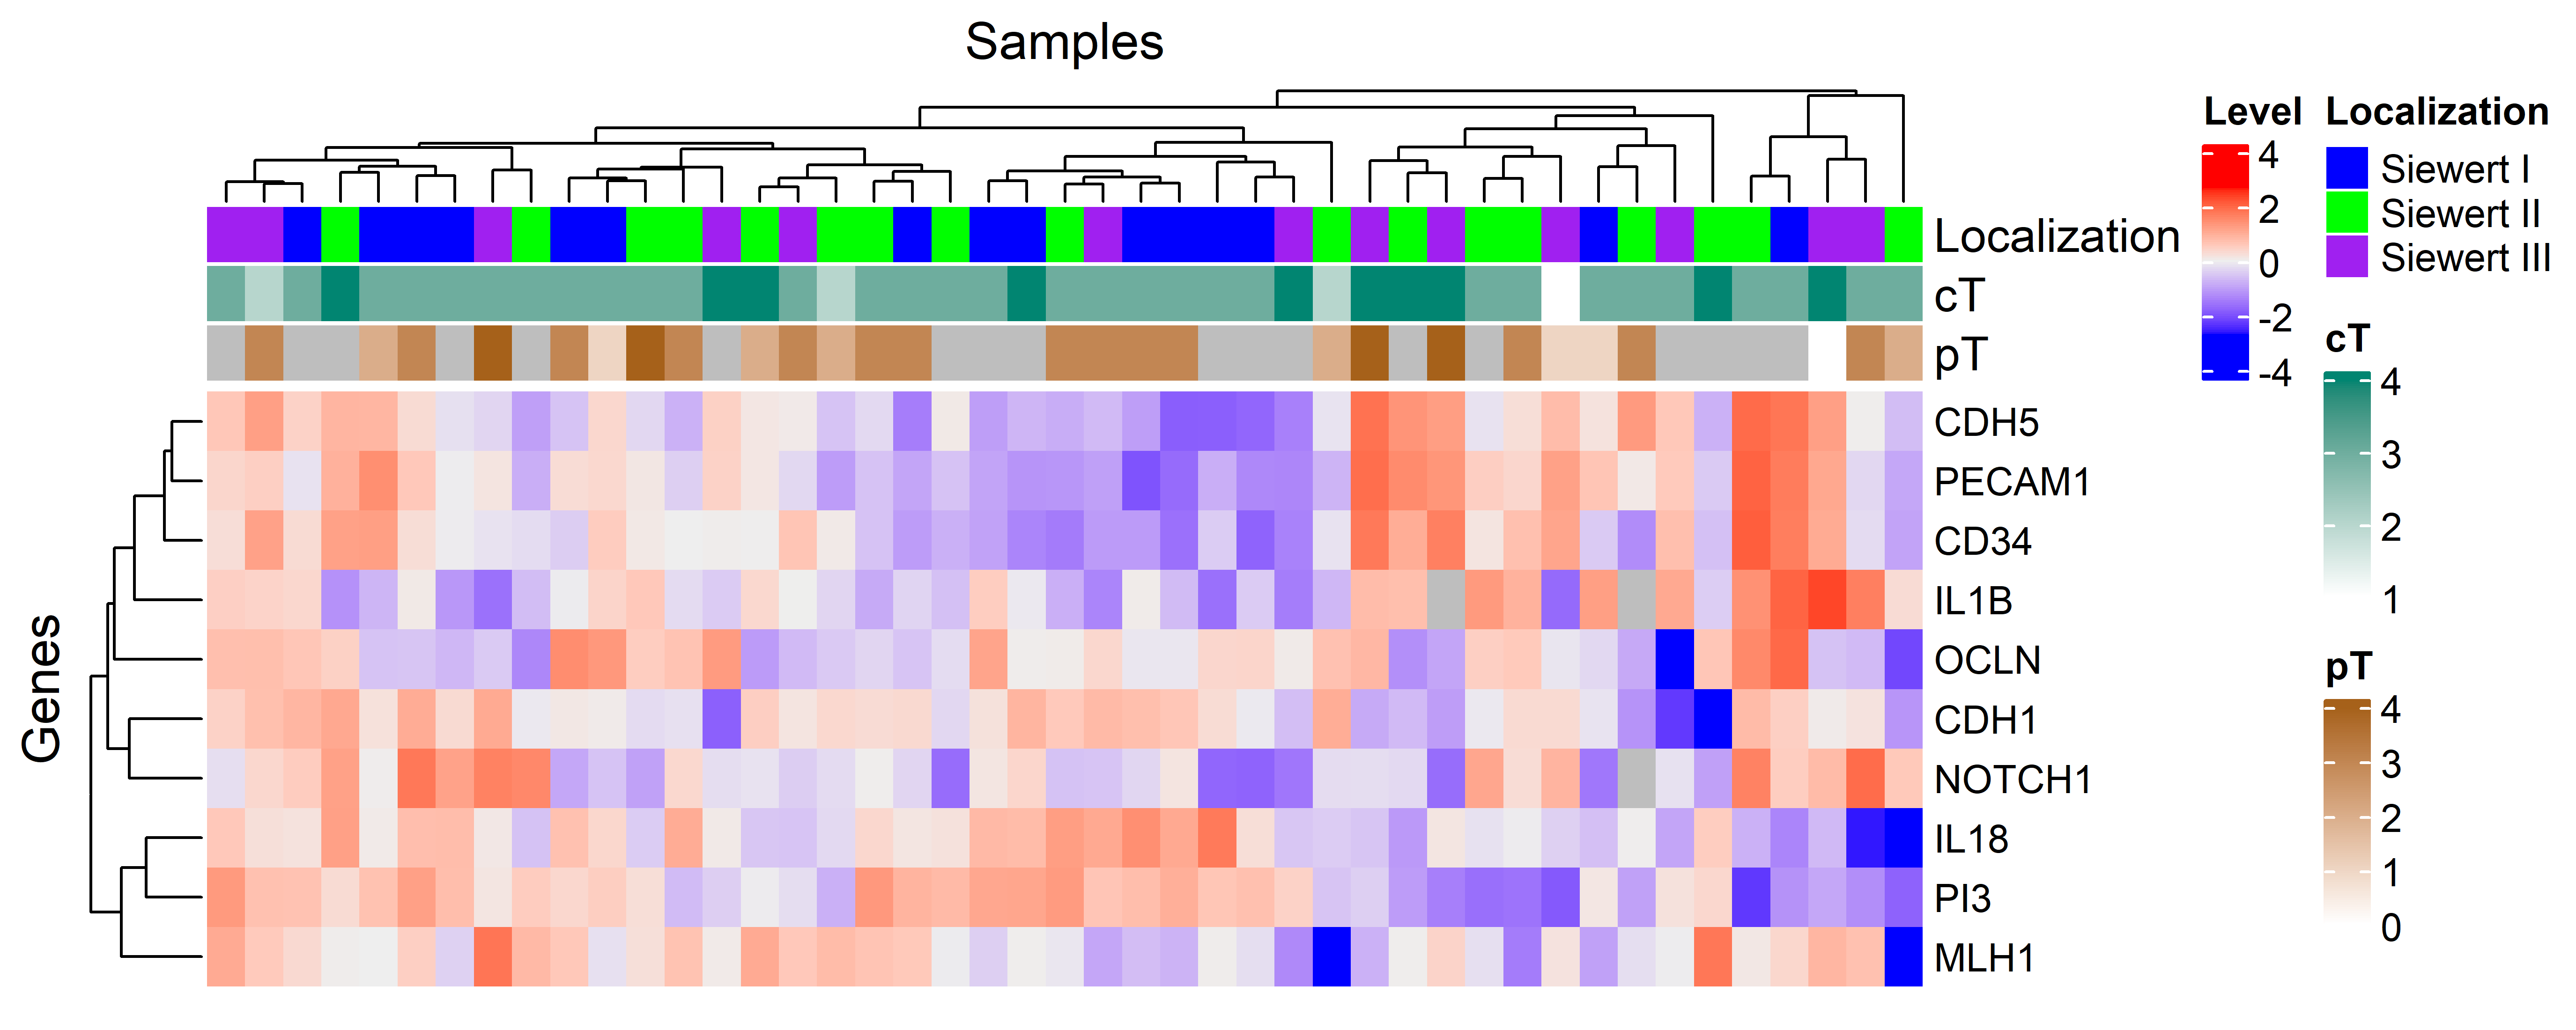 Samples
Localization
cT
pT
Genes
CDH5
PECAM1
CD34
IL1B
OCLN
CDH1
NOTCH1
IL18
PI3
MLH1
Level
4
2
0
-2
-4
Localization
Siewert I
Siewert II
Siewert III
cT
4
3
2
1
pT
4
3
2
1
0